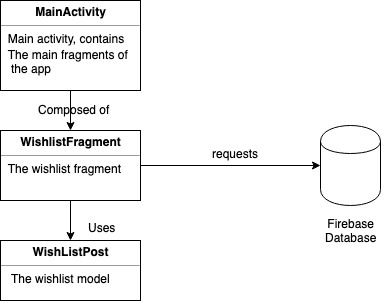 MainActivity
Main activity, contains
The main fragments of
the app
Composed of
WishlistFragment
The wishlist fragment
requests
Firebase
Database
Uses
WishListPost
The wishlist model